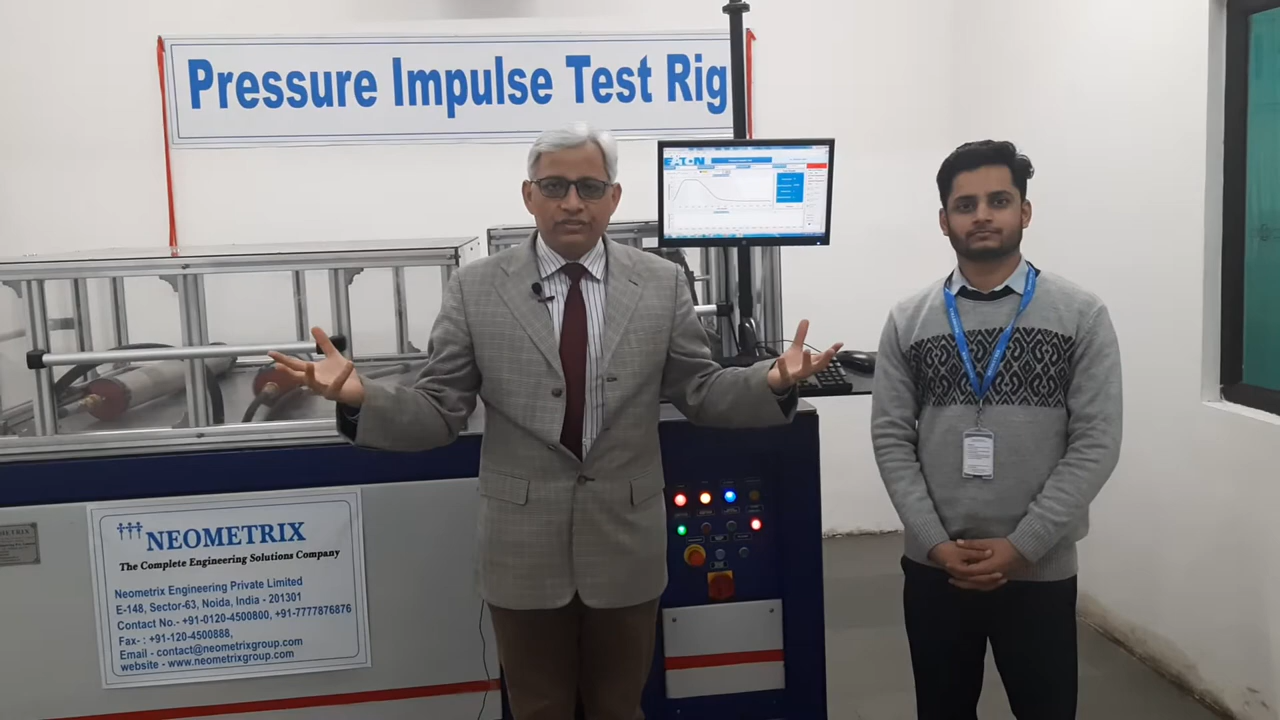 Pressure Impulse Test Rig
EATON
NEOMETRIX
The Complete Engineering Solutions Company
Neometrix Engineering Private Limited
E-148, Sector-63, Noida, India - 201301
Contact No.- +91-0120-4500800, +91-7777876876
Fax- : +91-120-4500888,
Email - contact@neometrixgroup.com
website - www.neometrixgroup.com